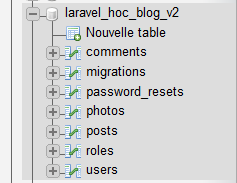 laravel_hoc_blog_v2
Nouvelle table
comments
migrations
password_resets
photos
posts
roles
users